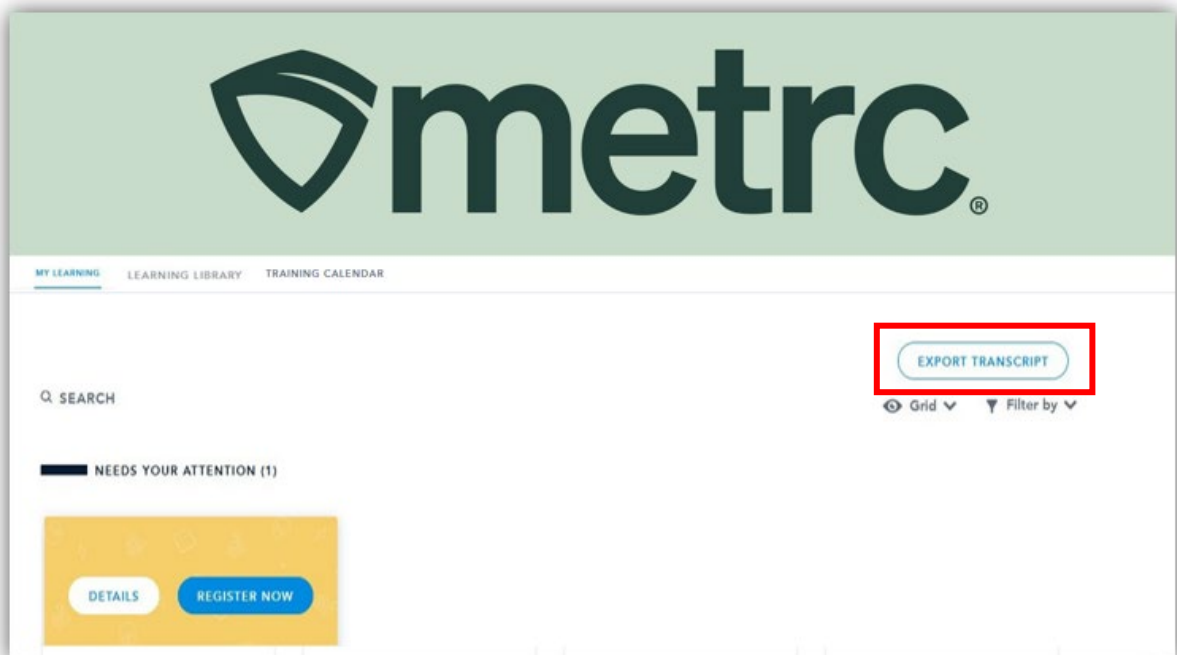 metrc®
MY LEARNING LEARNING LIBRARY TRAINING CALENDAR
EXPORT TRANSCRIPT
SEARCH
Grid Filter by
NEEDS YOUR ATTENTION (1)
DETAILS REGISTER NOW